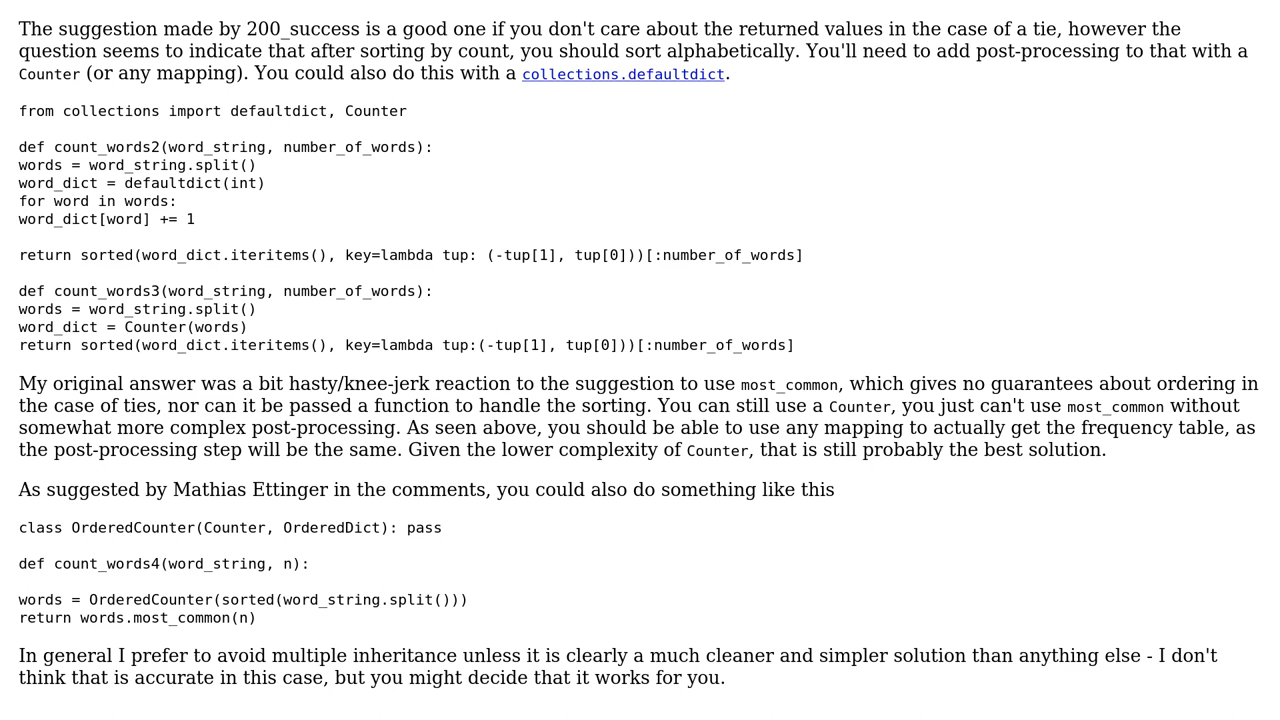 The suggestion made by 200_success is a good one if you don't care about the returned values in the case of a tie, however the
question seems to indicate that after sorting by count, you should sort alphabetically. You'll need to add post-processing to that with a
Counter (or any mapping). You could also do this with a collections.defaultdict.
from collections import defaultdict, Counter
def count_words2(word_string, number_of_words):
words = word_string.split()
word_dict = defaultdict(int)
for word in words:
word_dict[word] += 1
return sorted(word_dict.iteritems(), key=lambda tup: (-tup[1], tup[0]))[:number_of_words]
def count_words3(word_string, number_of_words):
words = word_string.split()
word_dict = Counter(words)
return sorted(word_dict.iteritems(), key=lambda tup:(-tup[1], tup[0]))[:number_of_words]
My original answer was a bit hasty/knee-jerk reaction to the suggestion to use most_common, which gives no guarantees about ordering in
the case of ties, nor can it be passed a function to handle the sorting. You can still use a Counter, you just can't use most_common without
somewhat more complex post-processing. As seen above, you should be able to use any mapping to actually get the frequency table, as
the post-processing step will be the same. Given the lower complexity of Counter, that is still probably the best solution.
As suggested by Mathias Ettinger in the comments, you could also do something like this
class OrderedCounter(Counter, OrderedDict): pass
def count_words4(word_string, n):
words = OrderedCounter(sorted(word_string.split()))
return words.most_common(n)
In general I prefer to avoid multiple inheritance unless it is clearly a much cleaner and simpler solution than anything else - I don't
think that is accurate in this case, but you might decide that it works for you.